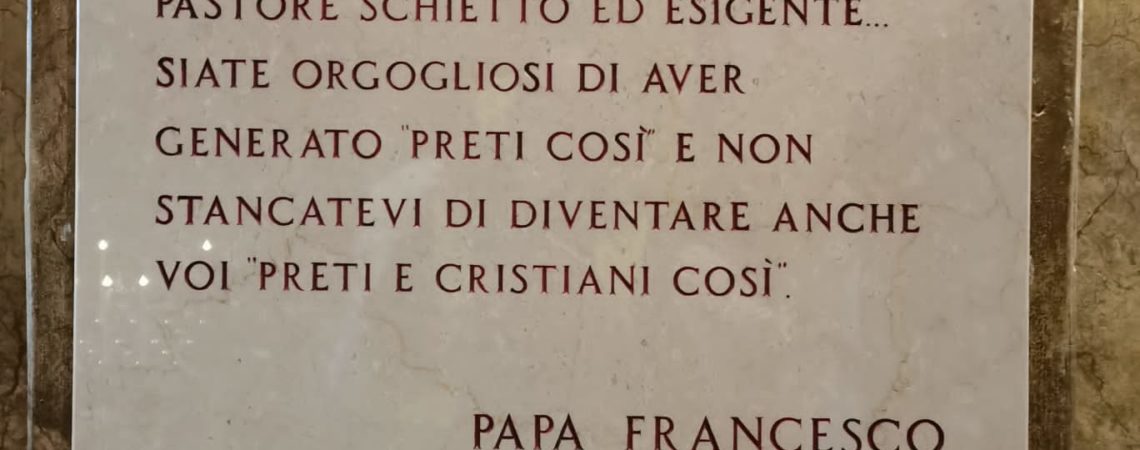 PASTORE SCHIETTO ED ESIGENTE...
SIATE ORGOGLIOSI DI AVER
GENERATO "PRETI COSÌ" E NON
STANCATEVI DI DIVENTARE ANCHE
VOI "PRETI E CRISTIANI COSÌ".
PAPA FRANCESCO